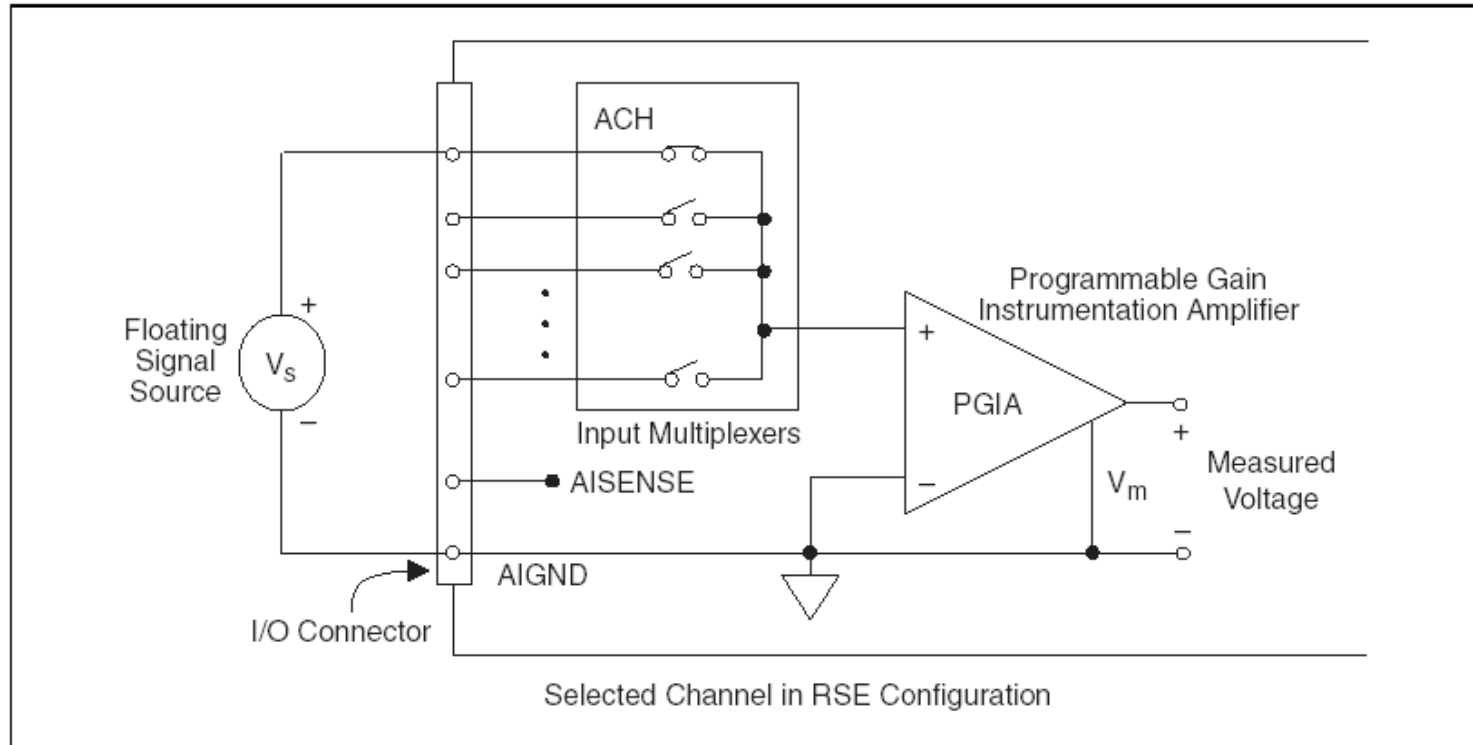 ACH
Programmable Gain
Instrumentation Amplifier
+
Floating
Signal
Source
Vs
–
+
PGIA
–
Input Multiplexers
AISENSE
+
Measured
Voltage
Vm
–
AIGND
I/O Connector
Selected Channel in RSE Configuration